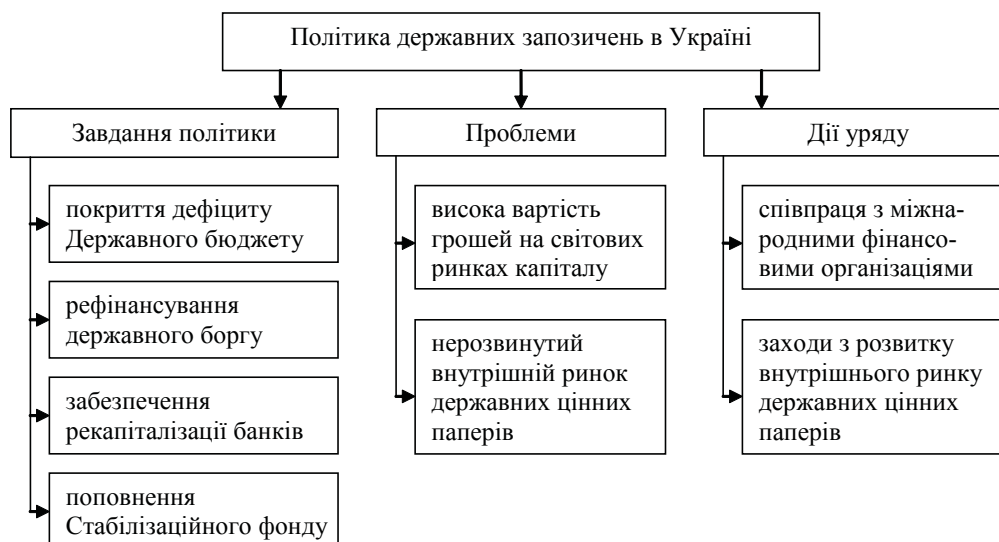 Політика державних запозичень в Україні
Завдання політики
покриття дефіциту
Державного бюджету
рефінансування
державного боргу
забезпечення
рекапіталізації банків
поповнення
Стабілізаційного фонду
Проблеми
висока вартість
грошей на світових
ринках капіталу
нерозвинутий
внутрішній ринок
державних цінних
паперів
Дії уряду
співпраця з міжна-
родними фінансо-
вими організаціями
заходи з розвитку
внутрішнього ринку
державних цінних
паперів